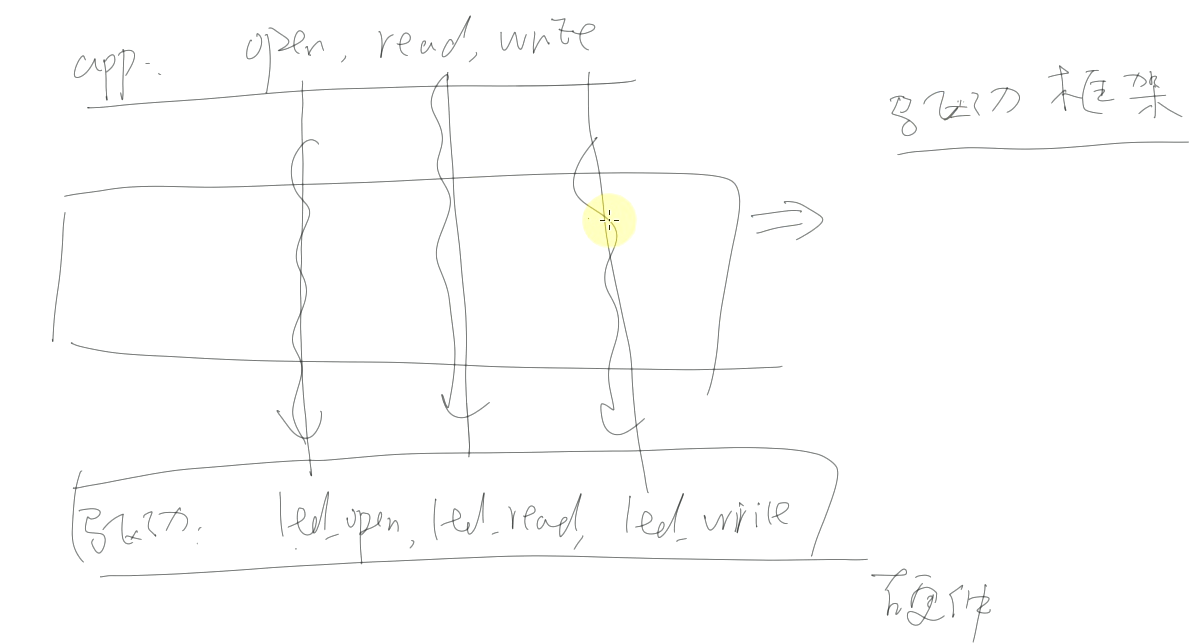 app. open, read, write
驱动框架
驱动. led_open, led_read, led_write
硬件